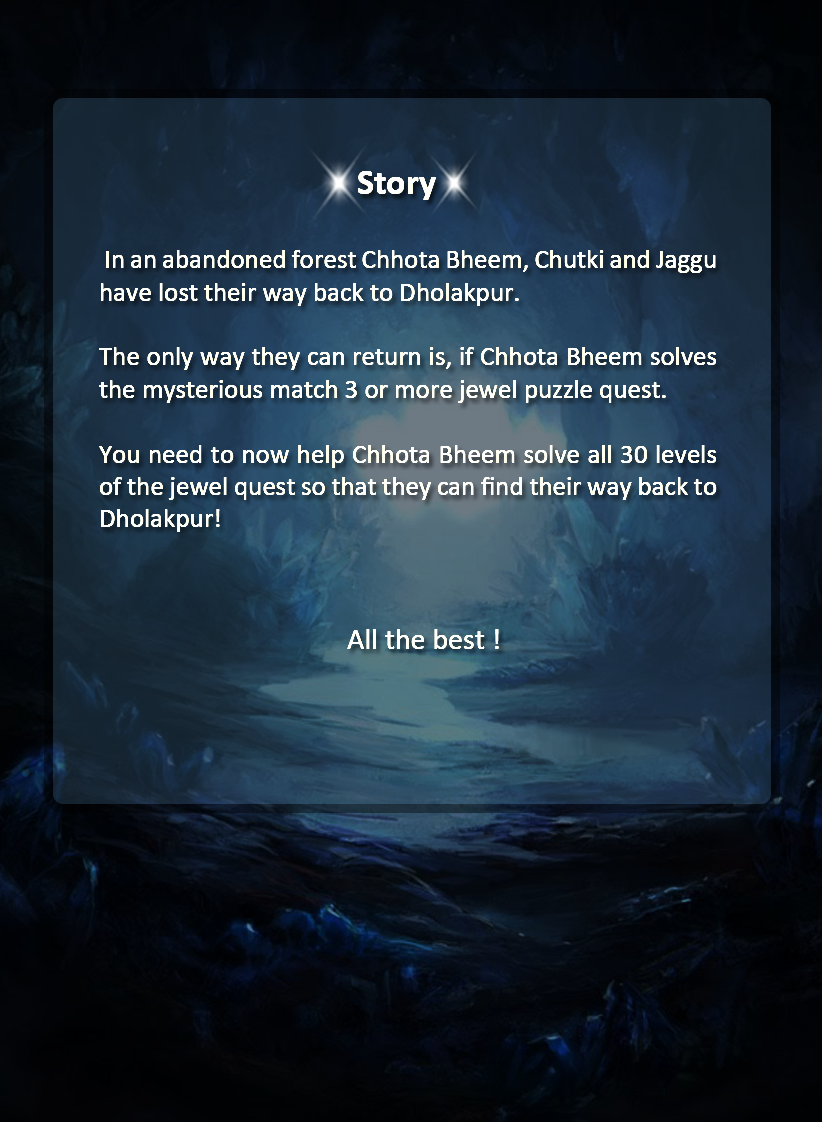 Story
In an abandoned forest Chhota Bheem, Chutki and Jaggu
have lost their way back to Dholakpur.
The only way they can return is, if Chhota Bheem solves
the mysterious match 3 or more jewel puzzle quest.
You need to now help Chhota Bheem solve all 30 levels
of the jewel quest so that they can find their way back to
Dholakpur!
All the best !